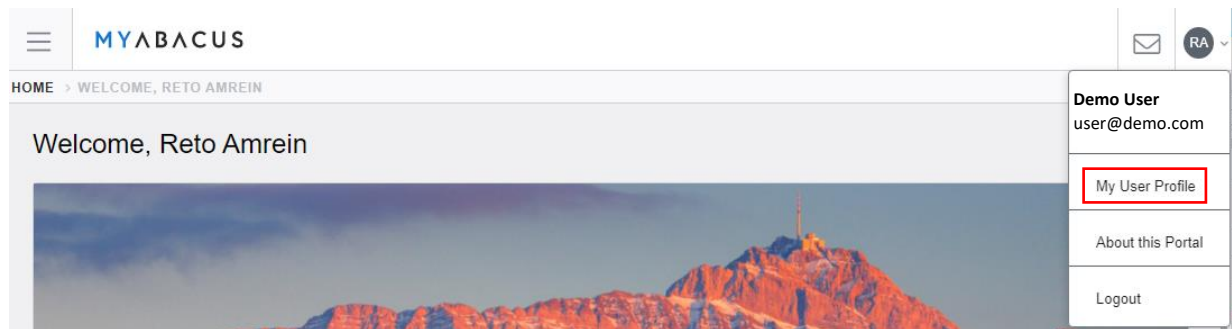 MYΛBΛCUS
RA
HOME > WELCOME, RETO AMREIN
Welcome, Reto Amrein
Demo User
user@demo.com
My User Profile
About this Portal
Logout